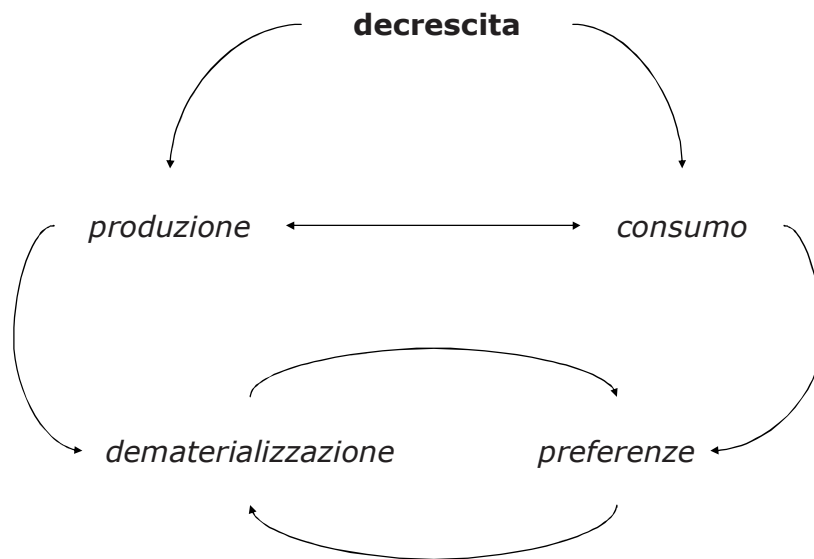 decrescita
produzione
consumo
dematerializzazione
preferenze